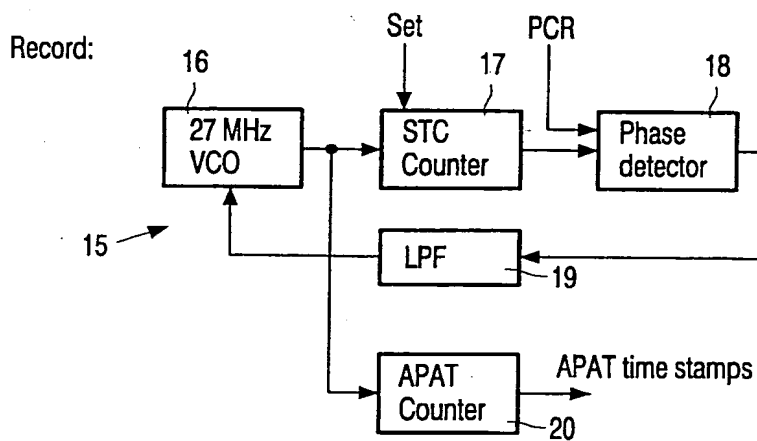 Record:
Set
PCR
16
17
18
27 MHz
VCO
STC
Counter
Phase
detector
15
LPF
19
APAT
Counter
20
APAT time stamps